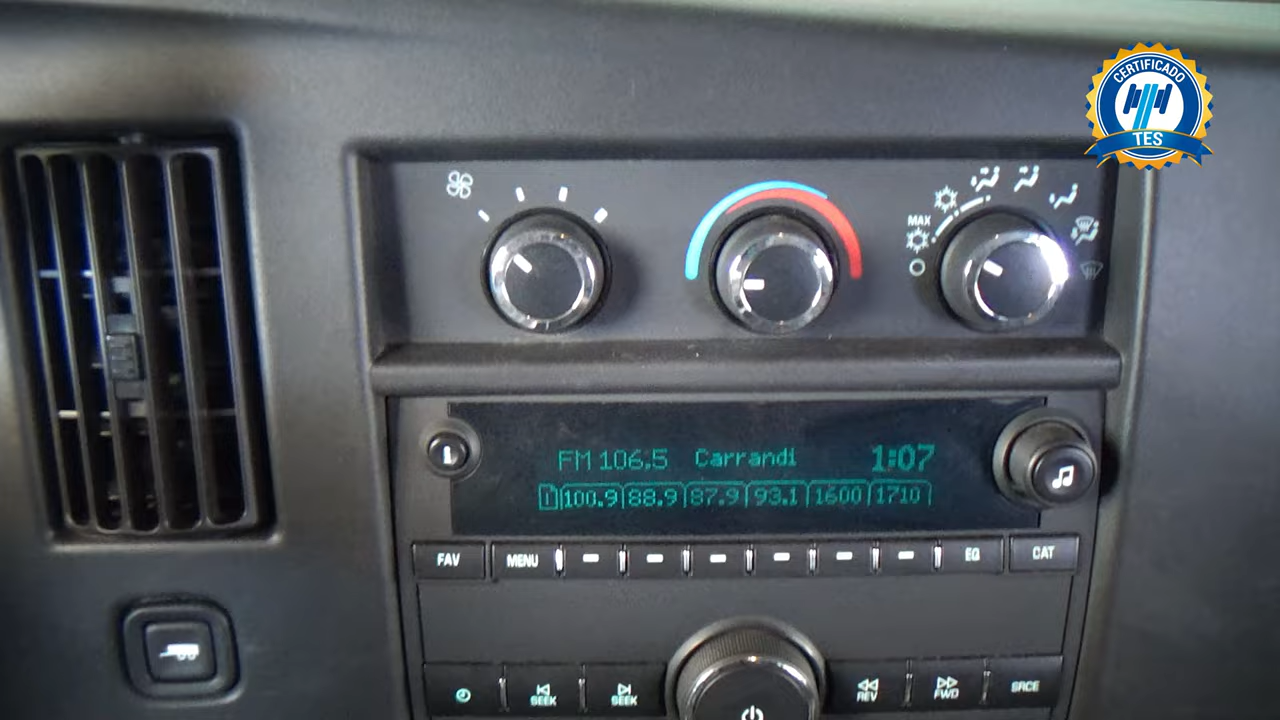 CERTIFICADO
TES
MAX
FM 106.5 Carrandi 1:07
1 100.9 88.9 87.9 93.1 1600 1710
FAV MENU EQ CAT
SEEK SEEK REV FWD SRCE